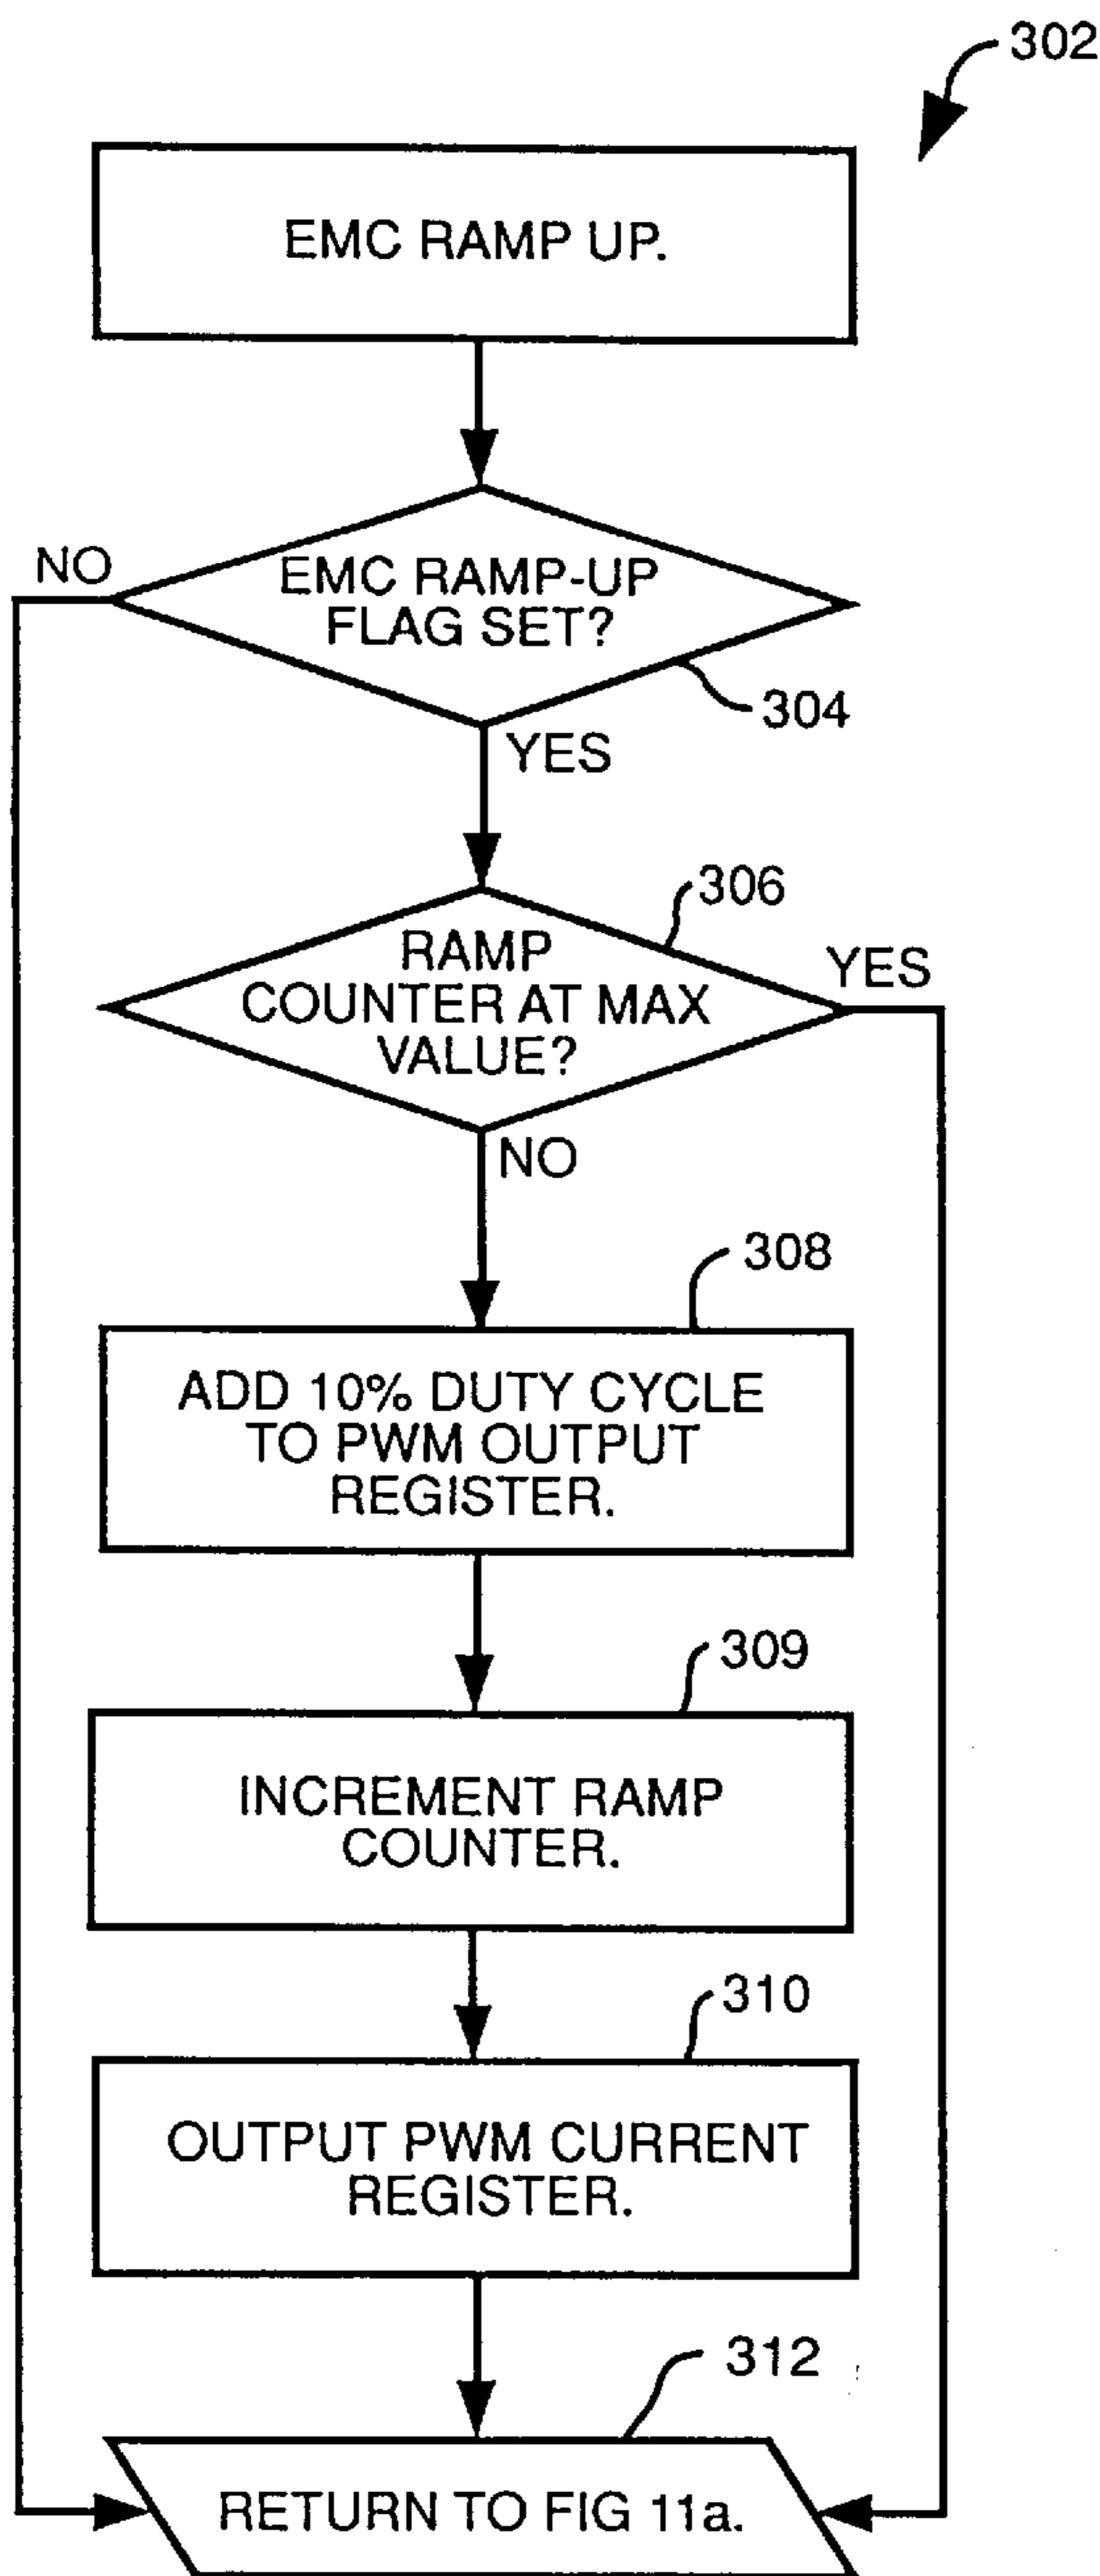 302
EMC RAMP UP.
NO
EMC RAMP-UP
FLAG SET?
304
YES
306
RAMP
COUNTER AT MAX
VALUE?
YES
NO
308
ADD 10% DUTY CYCLE
TO PWM OUTPUT
REGISTER.
309
INCREMENT RAMP
COUNTER.
310
OUTPUT PWM CURRENT
REGISTER.
312
RETURN TO FIG 11a.